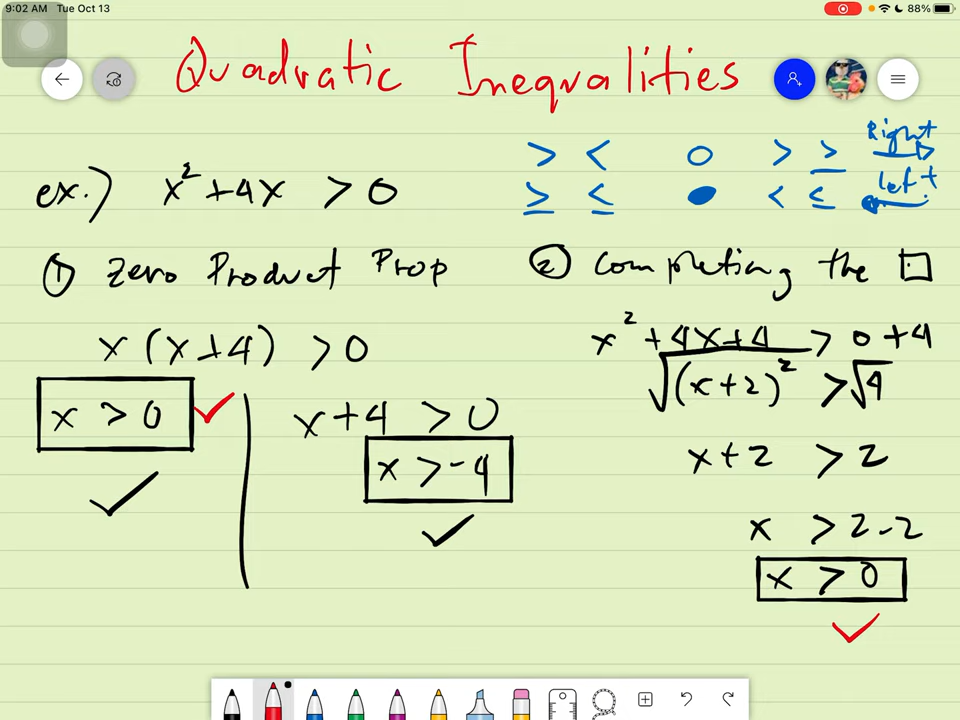 9:02 AM Tue Oct 13
88%
Quadratic Inequalities
> < ○ > ≥ Right →
≥ ≤ ● < ≤ left ←
ex.) x² + 4x > 0
① Zero Product Prop
x (x+4) > 0
x > 0 ✓
✓
x+4 > 0
x > -4
✓
② Completing the □
x² + 4x + 4 > 0 + 4
√(x+2)² > √4
x+2 > 2
x > 2 - 2
x > 0
✓